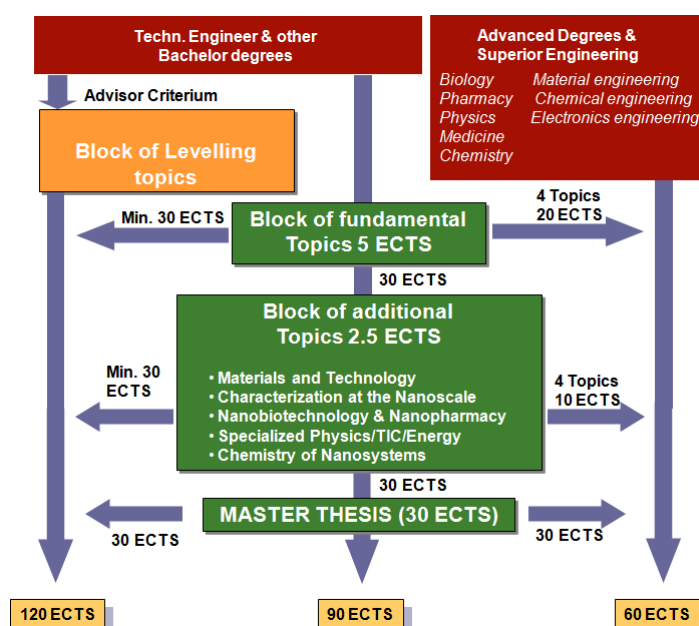 Techn. Engineer & other
Bachelor degrees
Advanced Degrees &
Superior Engineering
Biology Material engineering
Pharmacy Chemical engineering
Physics Electronics engineering
Medicine
Chemistry
Advisor Criterium
Block of Levelling
topics
Min. 30 ECTS
Block of fundamental
Topics 5 ECTS
4 Topics
20 ECTS
30 ECTS
Block of additional
Topics 2.5 ECTS
• Materials and Technology
• Characterization at the Nanoscale
• Nanobiotechnology & Nanopharmacy
• Specialized Physics/TIC/Energy
• Chemistry of Nanosystems
Min. 30
ECTS
4 Topics
10 ECTS
30 ECTS
MASTER THESIS (30 ECTS)
30 ECTS
30 ECTS
120 ECTS
90 ECTS
60 ECTS